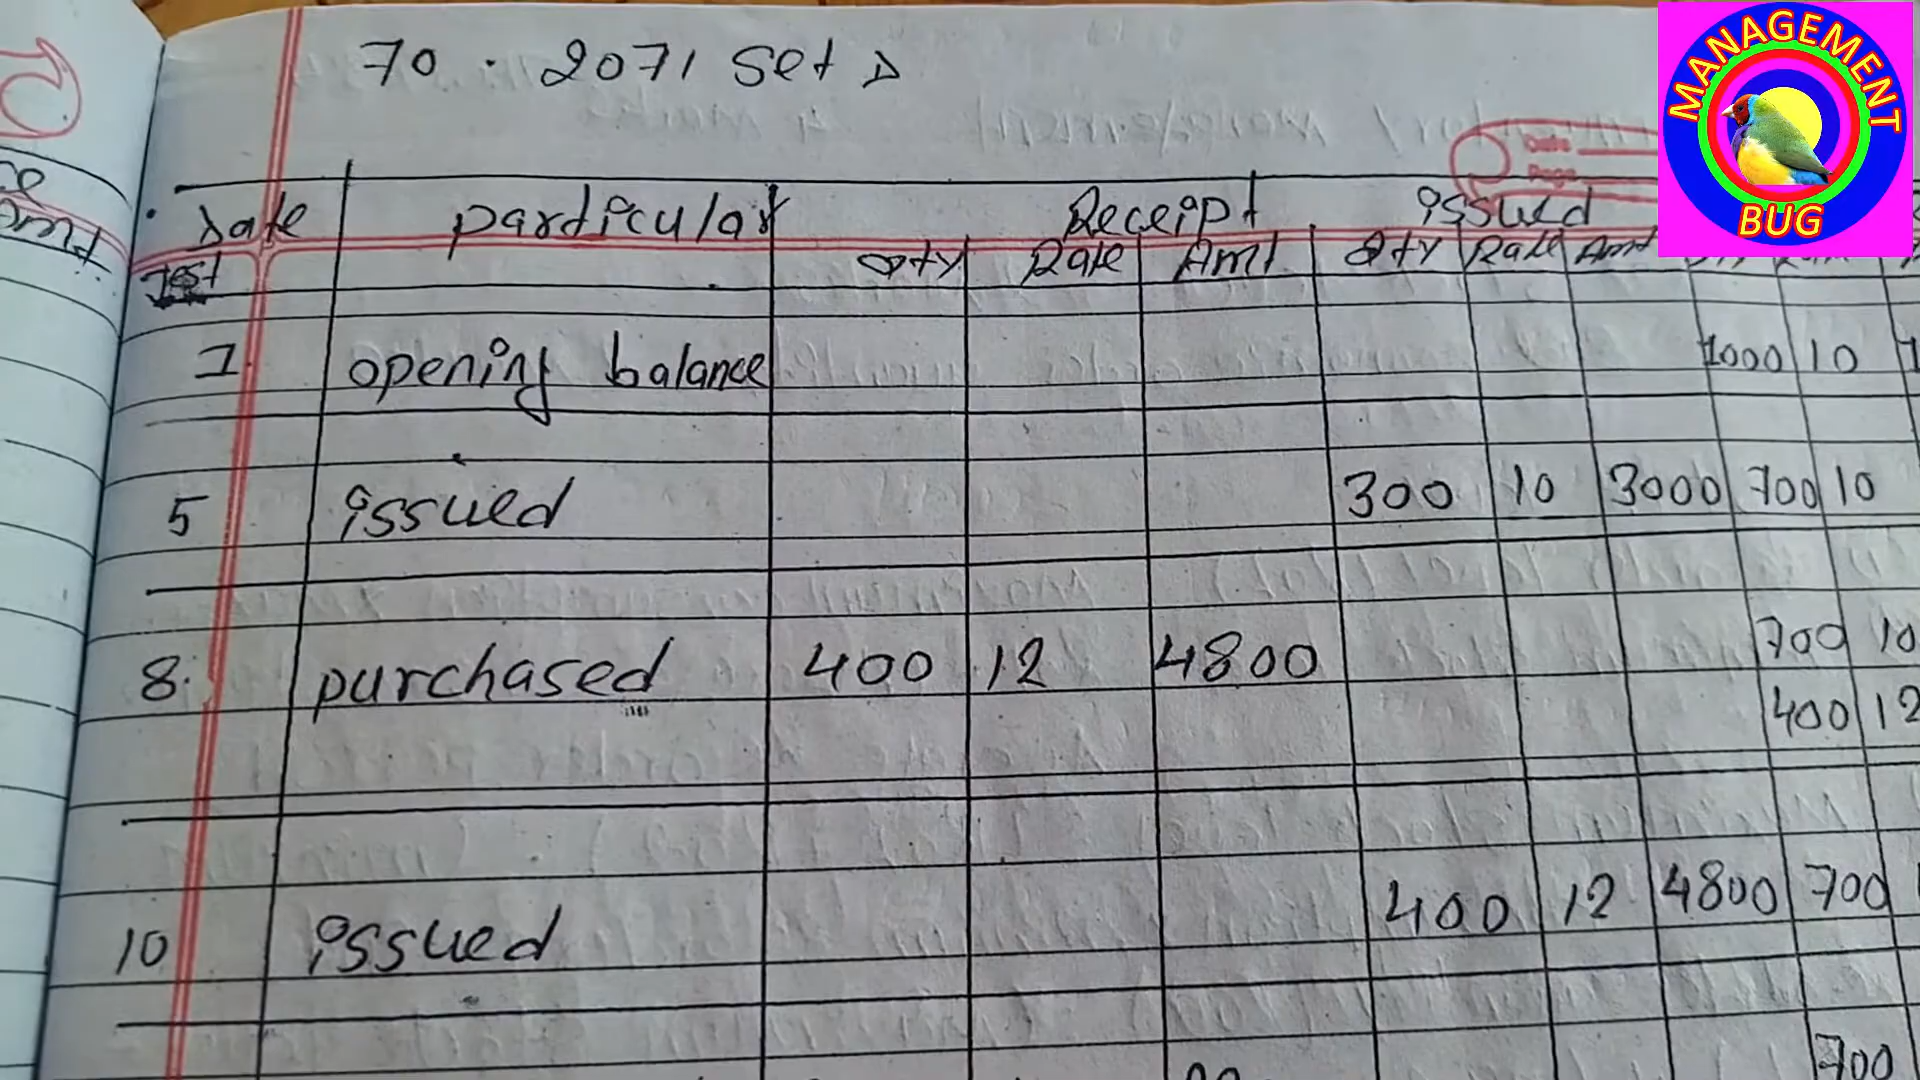 70 . 2071 Set D
MANAGEMENT
BUG
Date particular Receipt issued
Qty Rate Amt Qty Rate Amt
1 opening balance 1000 10
5 issued 300 10 3000 700 10
8. purchased 400 12 4800 700 10
400 12
10 issued 400 12 4800 700
700